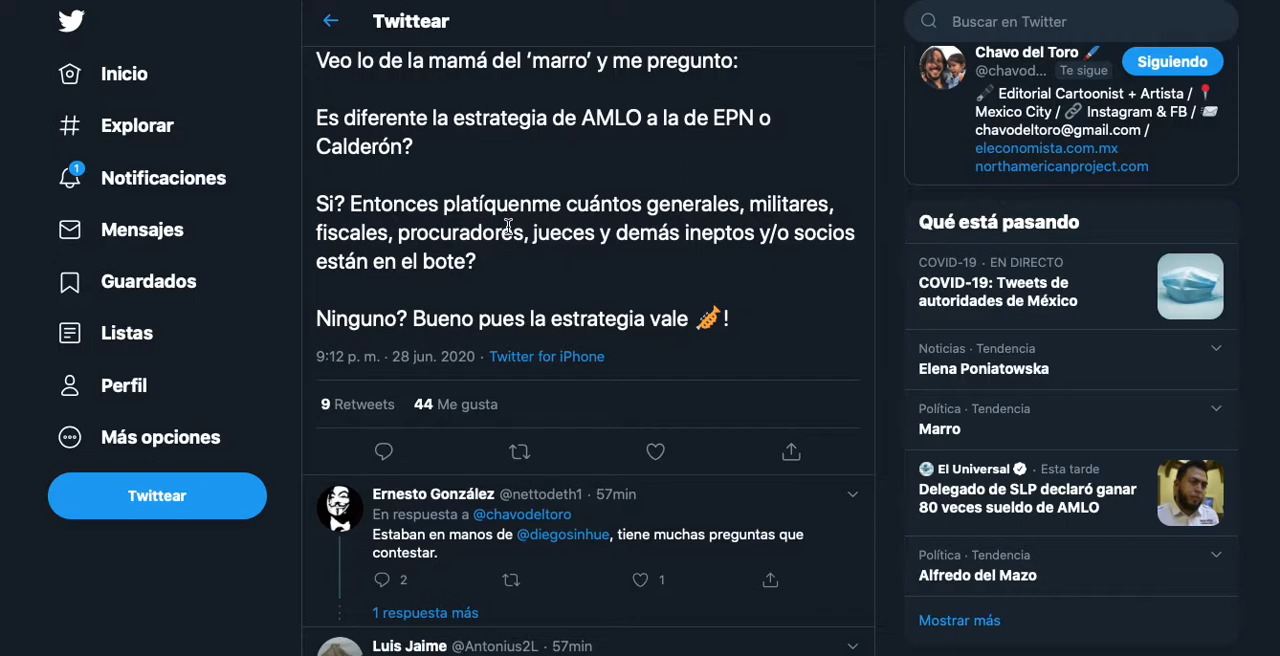 Inicio
Explorar
1
Notificaciones
Mensajes
Guardados
Listas
Perfil
Más opciones
Twittear
Twittear
Veo lo de la mamá del ‘marro’ y me pregunto:
Es diferente la estrategia de AMLO a la de EPN o
Calderón?
Si? Entonces platíquenme cuántos generales, militares,
fiscales, procuradores, jueces y demás ineptos y/o socios
están en el bote?
Ninguno? Bueno pues la estrategia vale 🎺!
9:12 p. m. · 28 jun. 2020 · Twitter for iPhone
9 Retweets 44 Me gusta
Ernesto González @nettodeth1 · 57min
En respuesta a @chavodeltoro
Estaban en manos de @diegosinhue, tiene muchas preguntas que
contestar.
2 1
1 respuesta más
Luis Jaime @Antonius2L · 57min
Buscar en Twitter
Chavo del Toro 🖌️
@chavod... Te sigue
Siguiendo
🖋️ Editorial Cartoonist + Artista / 📍
Mexico City / 🔗 Instagram & FB / 📨
chavodeltoro@gmail.com /
eleconomista.com.mx
northamericanproject.com
Qué está pasando
COVID-19 · EN DIRECTO
COVID-19: Tweets de
autoridades de México
Noticias · Tendencia
Elena Poniatowska
Política · Tendencia
Marro
El Universal · Esta tarde
Delegado de SLP declaró ganar
80 veces sueldo de AMLO
Política · Tendencia
Alfredo del Mazo
Mostrar más